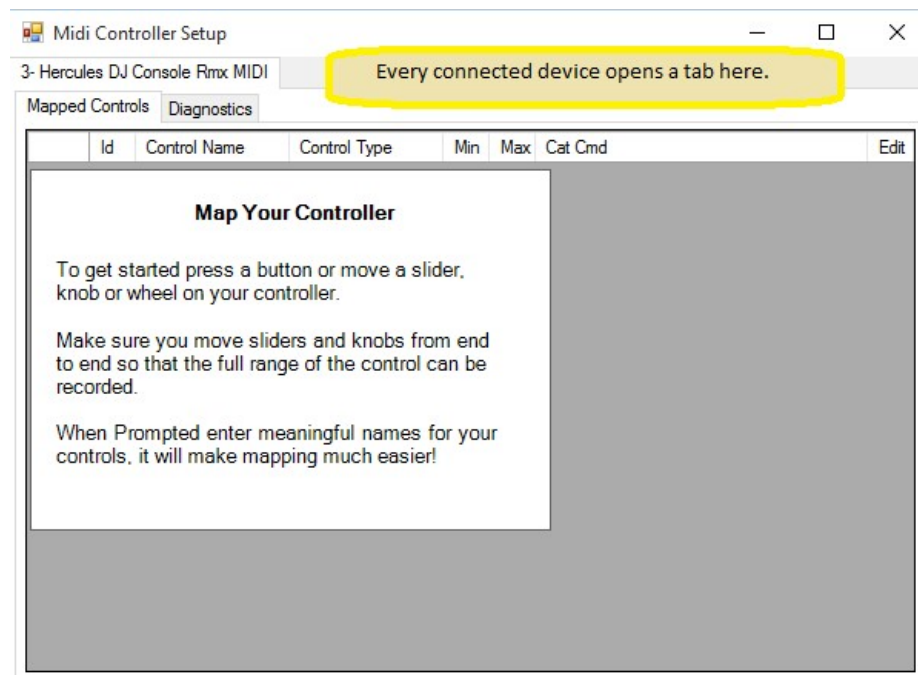 Midi Controller Setup
3- Hercules DJ Console Rmx MIDI
Every connected device opens a tab here.
Mapped Controls Diagnostics
Id Control Name Control Type Min Max Cat Cmd Edit
Map Your Controller
To get started press a button or move a slider,
knob or wheel on your controller.
Make sure you move sliders and knobs from end
to end so that the full range of the control can be
recorded.
When Prompted enter meaningful names for your
controls, it will make mapping much easier!